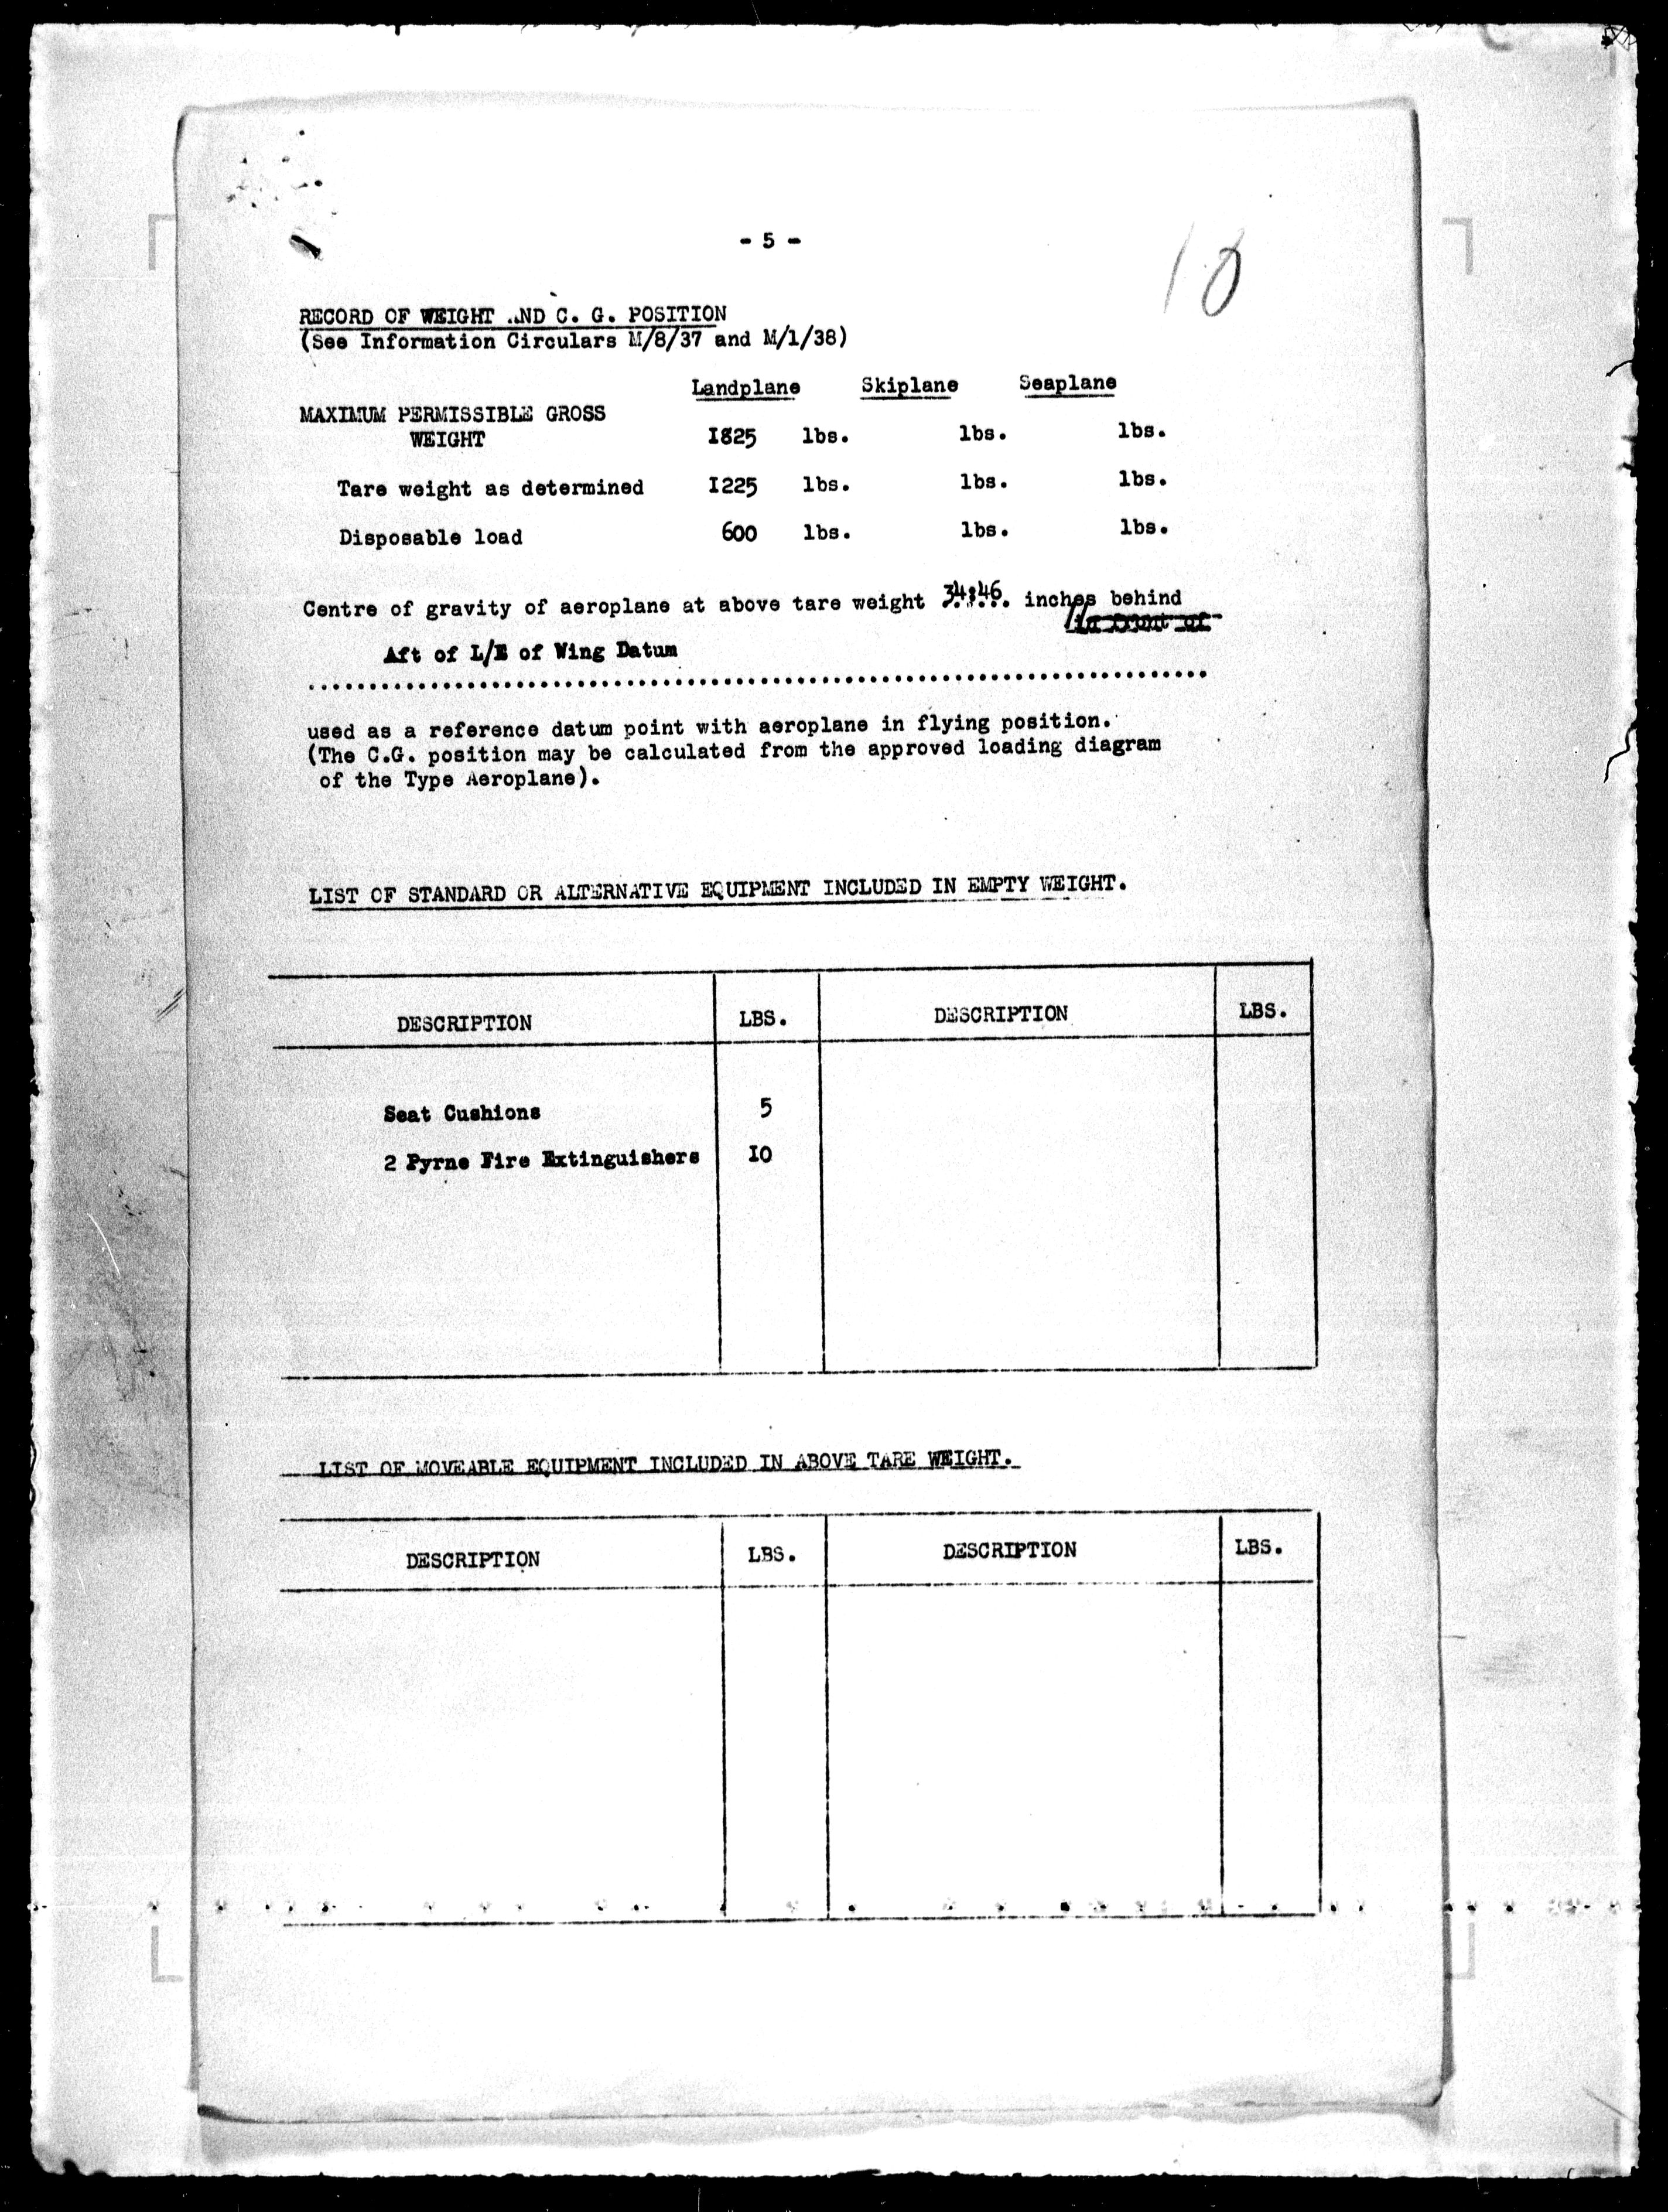 - 5 -
10
RECORD OF WEIGHT AND C. G. POSITION
(See Information Circulars M/8/37 and M/1/38)
Landplane Skiplane Seaplane
MAXIMUM PERMISSIBLE GROSS
WEIGHT 1825 lbs. lbs. lbs.
Tare weight as determined 1225 lbs. lbs. lbs.
Disposable load 600 lbs. lbs. lbs.
Centre of gravity of aeroplane at above tare weight 34.46 inches behind
in front of
Aft of L/E of Wing Datum
used as a reference datum point with aeroplane in flying position.
(The C.G. position may be calculated from the approved loading diagram
of the Type Aeroplane).
LIST OF STANDARD OR ALTERNATIVE EQUIPMENT INCLUDED IN EMPTY WEIGHT.
DESCRIPTION LBS. DESCRIPTION LBS.
Seat Cushions 5
2 Pyrne Fire Extinguishers 10
LIST OF MOVEABLE EQUIPMENT INCLUDED IN ABOVE TARE WEIGHT.
DESCRIPTION LBS. DESCRIPTION LBS.